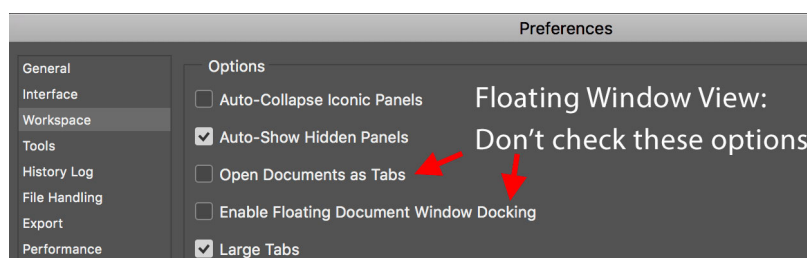 Preferences
General
Interface
Workspace
Tools
History Log
File Handling
Export
Performance
Options
Auto-Collapse Iconic Panels
Auto-Show Hidden Panels
Open Documents as Tabs
Enable Floating Document Window Docking
Large Tabs
Floating Window View:
Don’t check these options